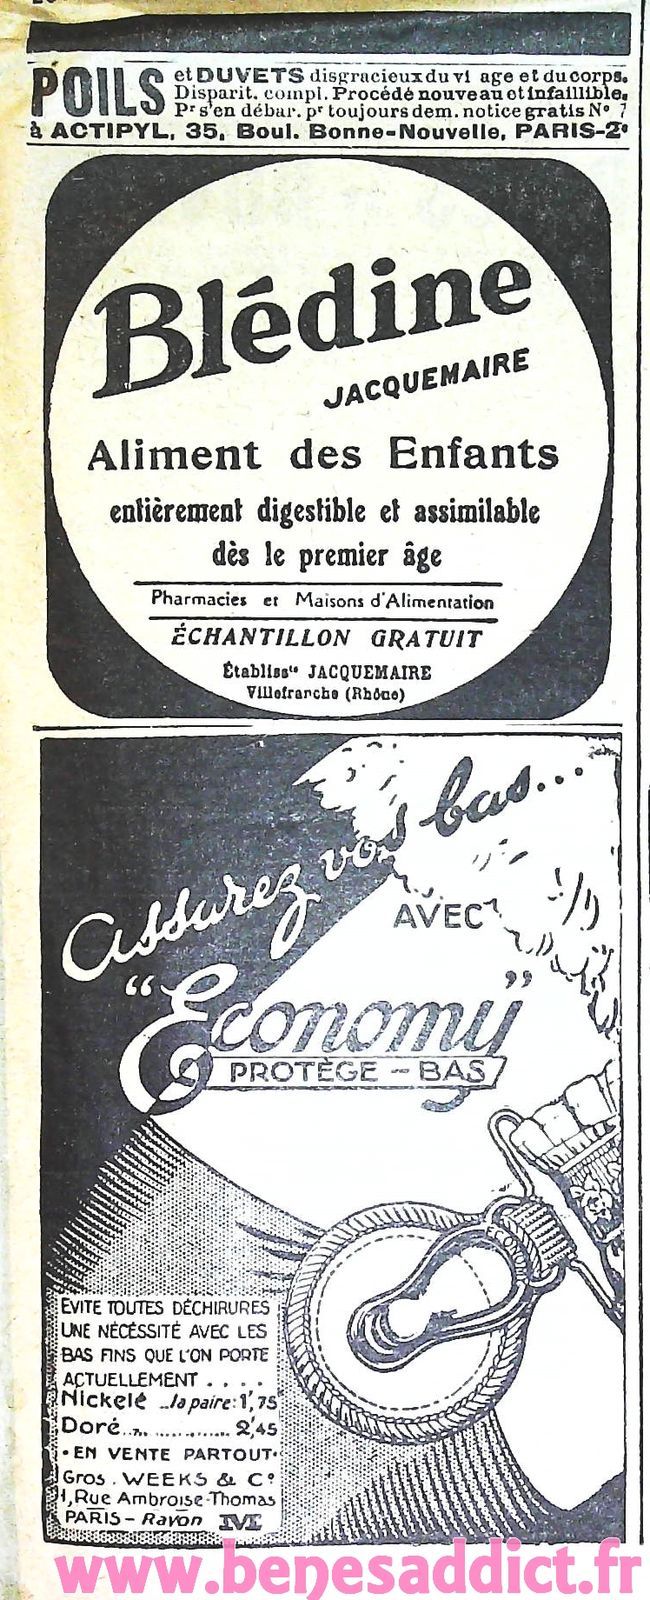 POILS et DUVETS disgracieux du vi age et du corps.
Disparit. compl. Procédé nouveau et infaillible.
Pr s'en débar. pr toujours dem. notice gratis No 7
à ACTIPYL, 35, Boul. Bonne-Nouvelle, PARIS-2e
Blédine
JACQUEMAIRE
Aliment des Enfants
entièrement digestible et assimilable
dès le premier âge
Pharmacies et Maisons d'Alimentation
ÉCHANTILLON GRATUIT
Établissts JACQUEMAIRE
Villefranche (Rhône)
assurez vos bas...
AVEC
"Economy"
PROTÈGE - BAS
EVITE TOUTES DÉCHIRURES
UNE NÉCESSITÉ AVEC LES
BAS FINS QUE L'ON PORTE
ACTUELLEMENT ....
Nickelé ..la paire: 1f,75
Doré................ 2f,45
• EN VENTE PARTOUT •
Gros. WEEKS & Co
1, Rue Ambroise-Thomas
PARIS - Rayon M
www.benesaddict.fr